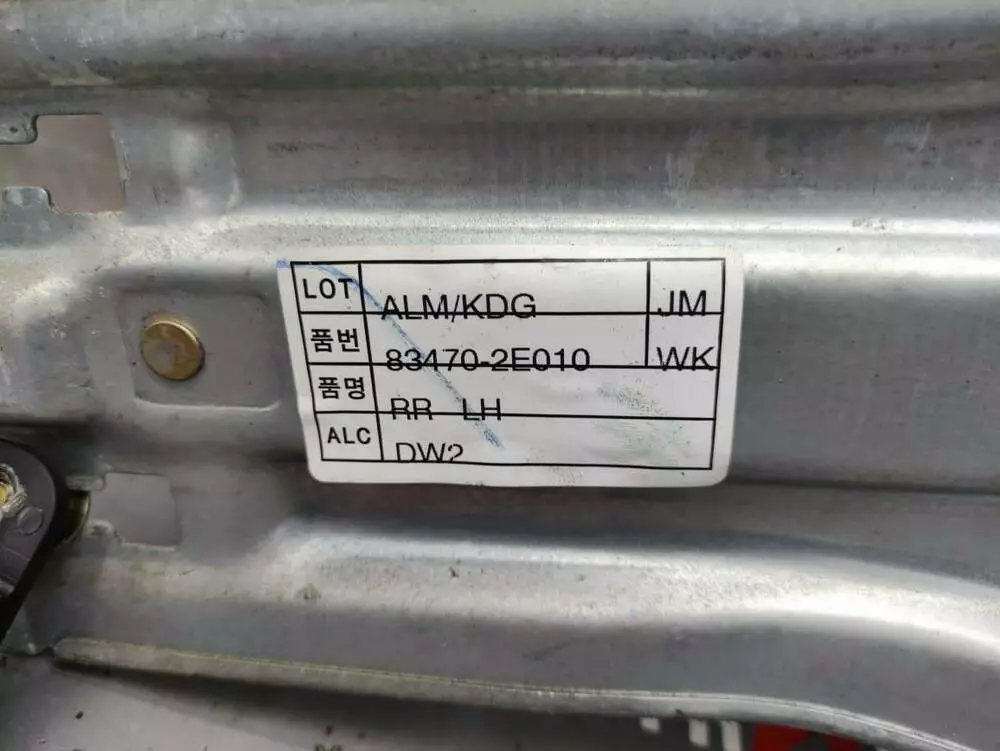 LOT ALM/KDG JM
품번 83470-2E010 WK
품명 RR LH
ALC DW2